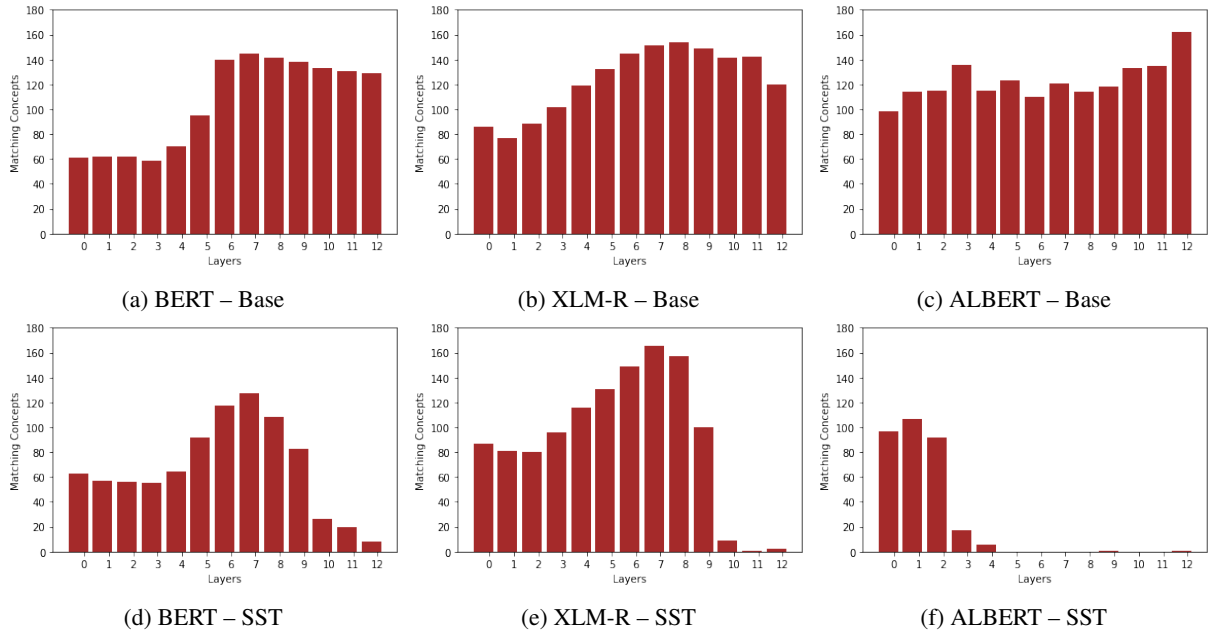 180
160
140
120
100
80
60
40
20
0
Matching Concepts
0 1 2 3 4 5 6 7 8 9 10 11 12
Layers
(a) BERT – Base
180
160
140
120
100
80
60
40
20
0
Matching Concepts
0 1 2 3 4 5 6 7 8 9 10 11 12
Layers
(b) XLM-R – Base
180
160
140
120
100
80
60
40
20
0
Matching Concepts
0 1 2 3 4 5 6 7 8 9 10 11 12
Layers
(c) ALBERT – Base
180
160
140
120
100
80
60
40
20
0
Matching Concepts
0 1 2 3 4 5 6 7 8 9 10 11 12
Layers
(d) BERT – SST
180
160
140
120
100
80
60
40
20
0
Matching Concepts
0 1 2 3 4 5 6 7 8 9 10 11 12
Layers
(e) XLM-R – SST
180
160
140
120
100
80
60
40
20
0
Matching Concepts
0 1 2 3 4 5 6 7 8 9 10 11 12
Layers
(f) ALBERT – SST